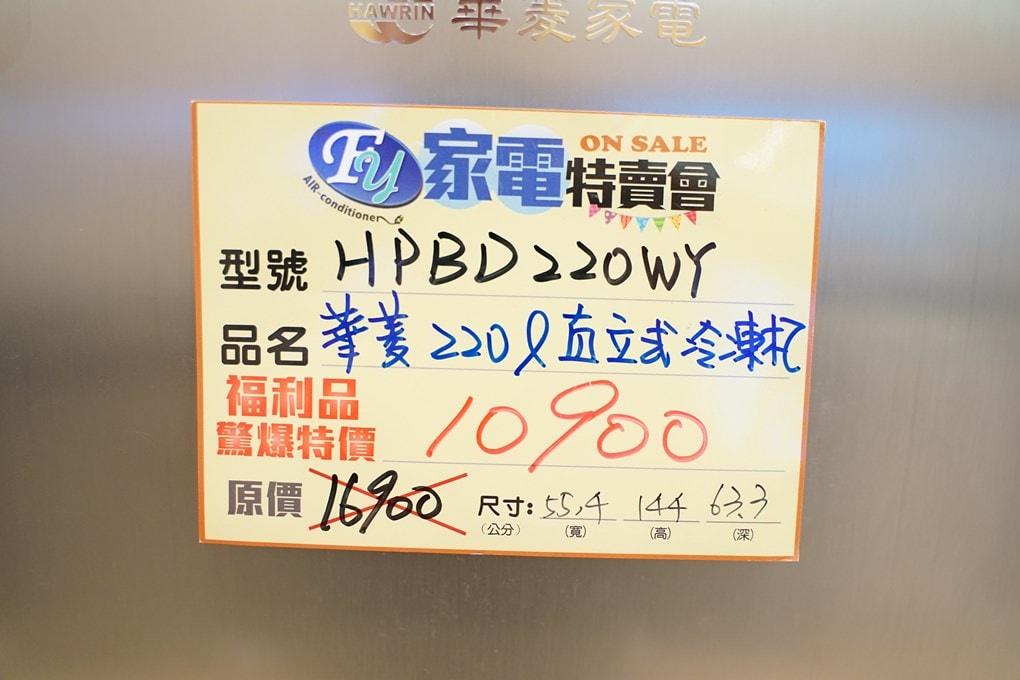 HAWRIN 華菱家電
FY 家電特賣會 ON SALE
AIR-conditioner
型號 HPBD220WY
品名 華菱 220l 直立式冷凍櫃
福利品
驚爆特價 10900
原價 16900 尺寸: 55.4 144 63.3
(公分) (寬) (高) (深)